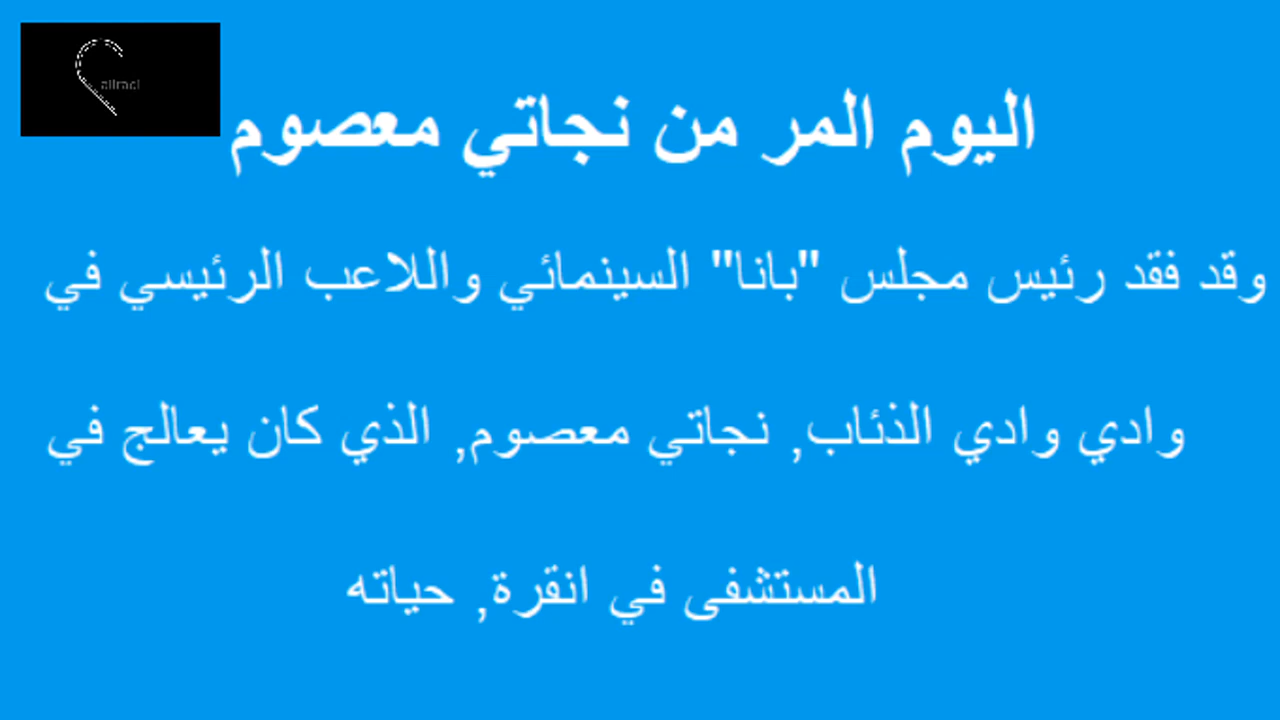 اليوم المر من نجاتي معصوم
وقد فقد رئيس مجلس "بانا" السينمائي واللاعب الرئيسي في
وادي وادي الذئاب, نجاتي معصوم, الذي كان يعالج في
المستشفى في انقرة, حياته